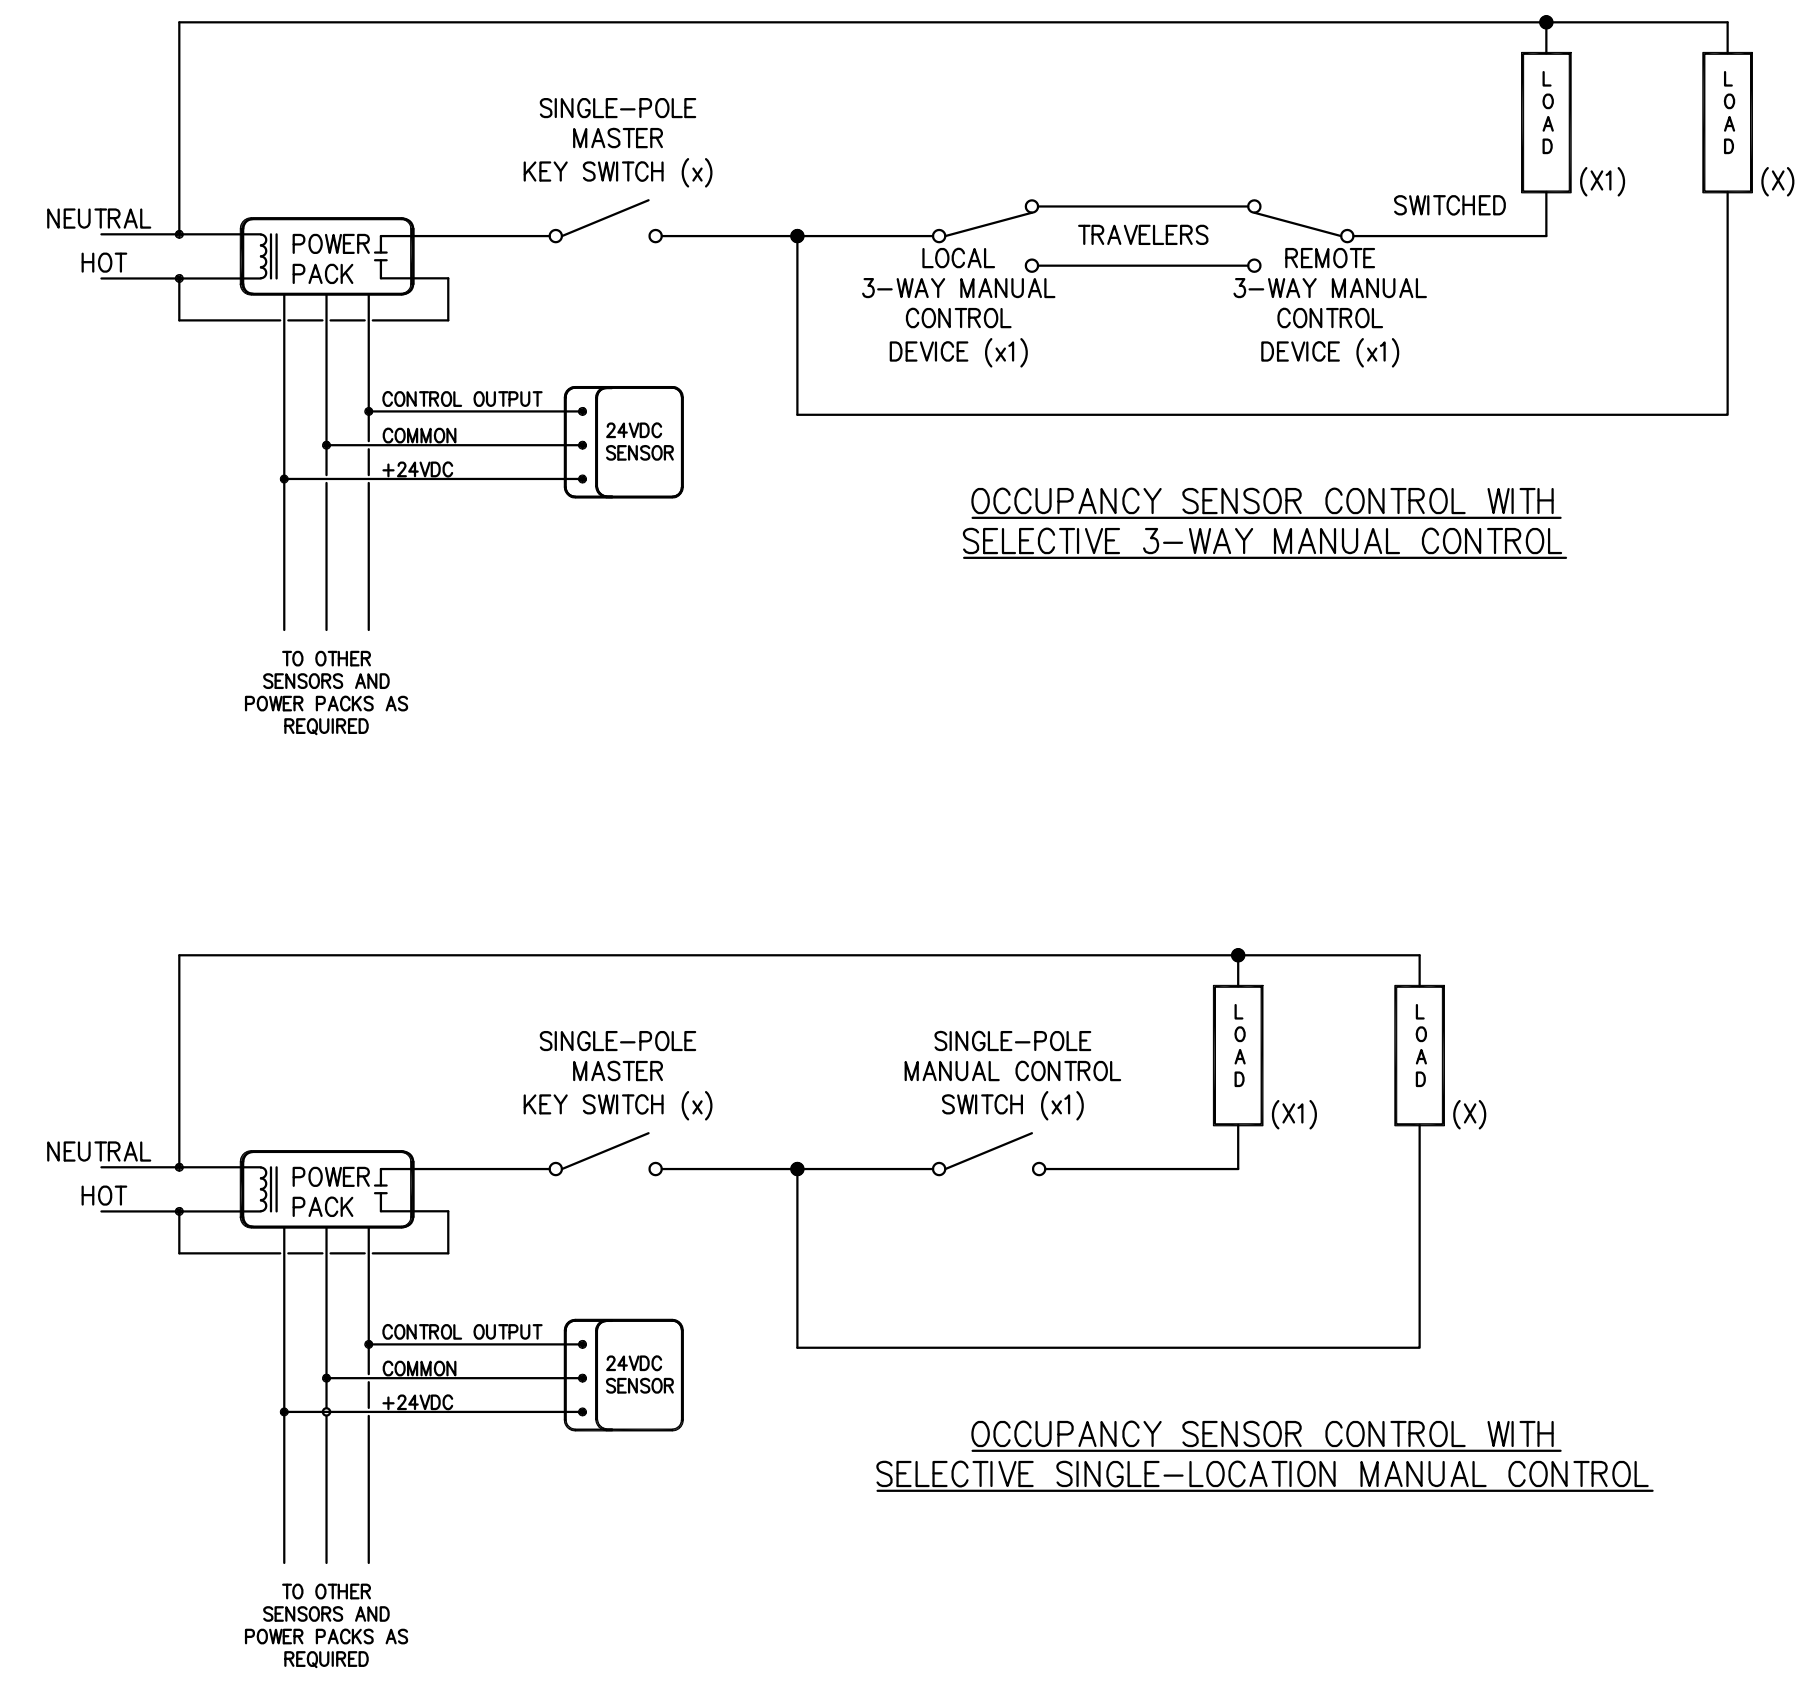 SINGLE-POLE
MASTER
KEY SWITCH (x)
L
O
A
D
(X1)
L
O
A
D
(X)
NEUTRAL
HOT
POWER
PACK
TRAVELERS
SWITCHED
LOCAL
3-WAY MANUAL
CONTROL
DEVICE (x1)
REMOTE
3-WAY MANUAL
CONTROL
DEVICE (x1)
CONTROL OUTPUT
COMMON
+24VDC
24VDC
SENSOR
OCCUPANCY SENSOR CONTROL WITH
SELECTIVE 3-WAY MANUAL CONTROL
TO OTHER
SENSORS AND
POWER PACKS AS
REQUIRED
SINGLE-POLE
MASTER
KEY SWITCH (x)
SINGLE-POLE
MANUAL CONTROL
SWITCH (x1)
L
O
A
D
(X1)
L
O
A
D
(X)
NEUTRAL
HOT
POWER
PACK
CONTROL OUTPUT
COMMON
+24VDC
24VDC
SENSOR
OCCUPANCY SENSOR CONTROL WITH
SELECTIVE SINGLE-LOCATION MANUAL CONTROL
TO OTHER
SENSORS AND
POWER PACKS AS
REQUIRED